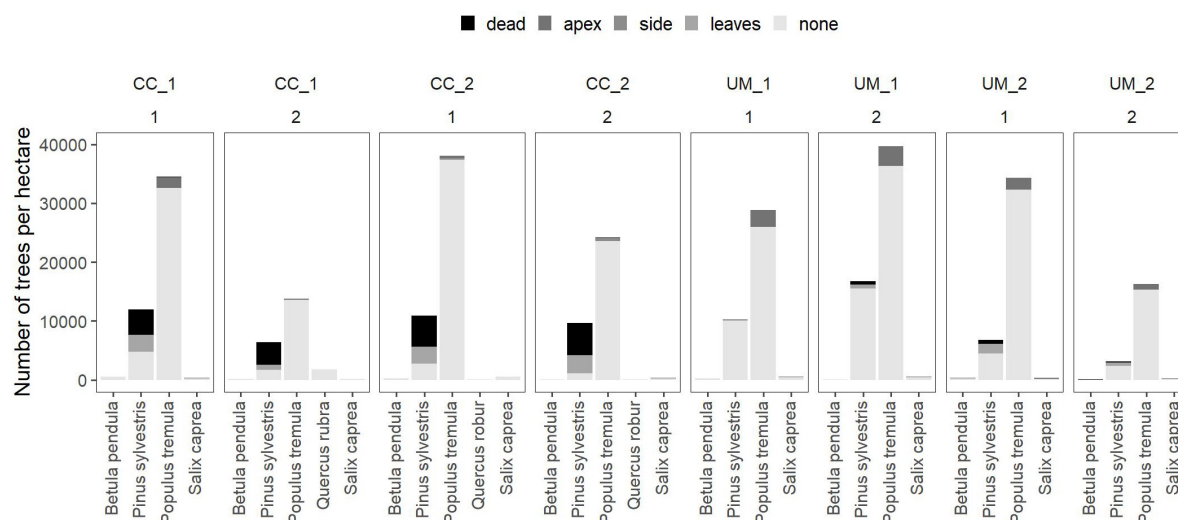 dead apex side leaves none
CC_1 CC_1 CC_2 CC_2 UM_1 UM_1 UM_2 UM_2
1 2 1 2 1 2 1 2
Number of trees per hectare
40000
30000
20000
10000
0
Betula pendula Pinus sylvestris Populus tremula Salix caprea
Betula pendula Pinus sylvestris Populus tremula Quercus rubra Salix caprea
Betula pendula Pinus sylvestris Populus tremula Quercus robur Salix caprea
Betula pendula Pinus sylvestris Populus tremula Quercus robur Salix caprea
Betula pendula Pinus sylvestris Populus tremula Salix caprea
Betula pendula Pinus sylvestris Populus tremula Salix caprea
Betula pendula Pinus sylvestris Populus tremula Salix caprea
Betula pendula Pinus sylvestris Populus tremula Salix caprea